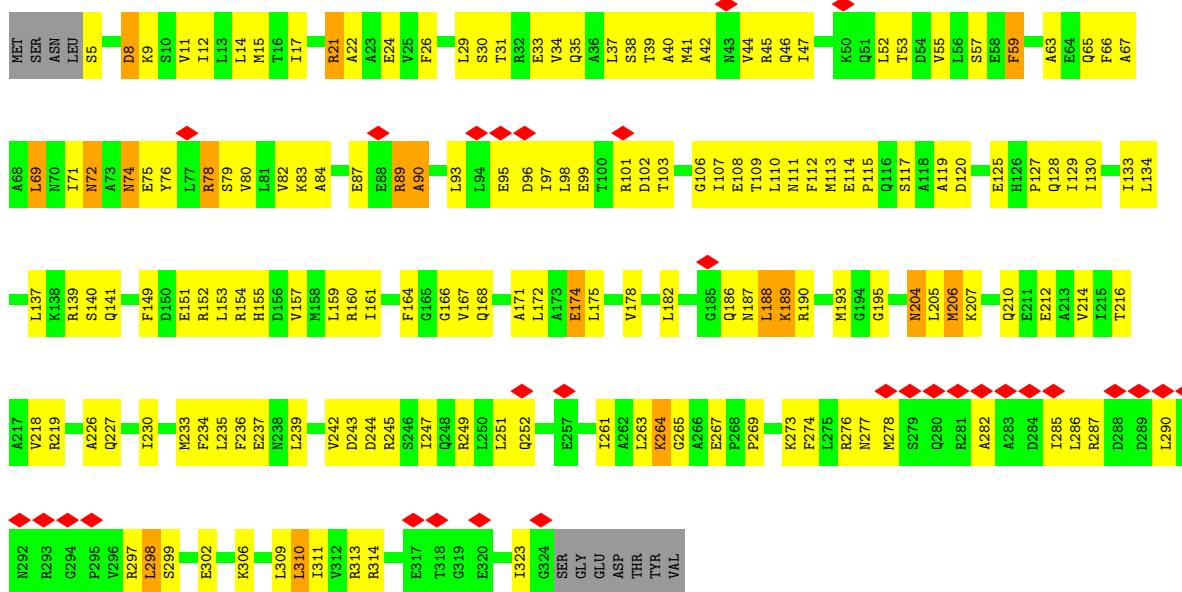 MET SER ASN LEU S5 D8 K9 S10 V11 I12 L13 L14 M15 T16 I17 R21 A22 A23 E24 V25 F26 L29 S30 T31 R32 E33 V34 Q35 A36 L37 S38 T39 A40 M41 A42 N43 V44 R45 Q46 I47 K50 Q51 L52 T53 D54 V55 L56 S57 E58 F59 A63 E64 Q65 F66 A67
A68 L69 N70 I71 N72 A73 N74 E75 Y76 L77 R78 S79 V80 L81 V82 K83 A84 E87 E88 R89 A90 L93 L94 E95 D96 I97 L98 E99 T100 R101 D102 T103 G106 I107 E108 T109 L110 N111 F112 M113 E114 P115 Q116 S117 A118 A119 D120 E125 H126 P127 Q128 I129 I130 I133 L134
L137 K138 R139 S140 Q141 F149 D150 E151 R152 L153 R154 H155 D156 V157 M158 L159 R160 I161 F164 G165 G166 V167 Q168 A171 L172 A173 E174 L175 V178 L182 G185 Q186 N187 L188 K189 R190 M193 G194 G195 N204 L205 M206 K207 Q210 E211 E212 A213 V214 I215 T216
A217 V218 R219 A226 Q227 I230 M233 F234 L235 F236 E237 N238 L239 V242 D243 D244 R245 S246 I247 Q248 R249 L250 L251 Q252 E257 I261 A262 L263 K264 G265 A266 E267 P268 P269 K273 F274 L275 R276 N277 M278 S279 Q280 R281 A282 A283 D284 I285 L286 R287 D288 D289 L290
N292 R293 G294 P295 V296 R297 L298 S299 E302 K306 L309 L310 I311 V312 R313 R314 E317 T318 G319 E320 I323 G324 SER GLY GLU ASP THR TYR VAL